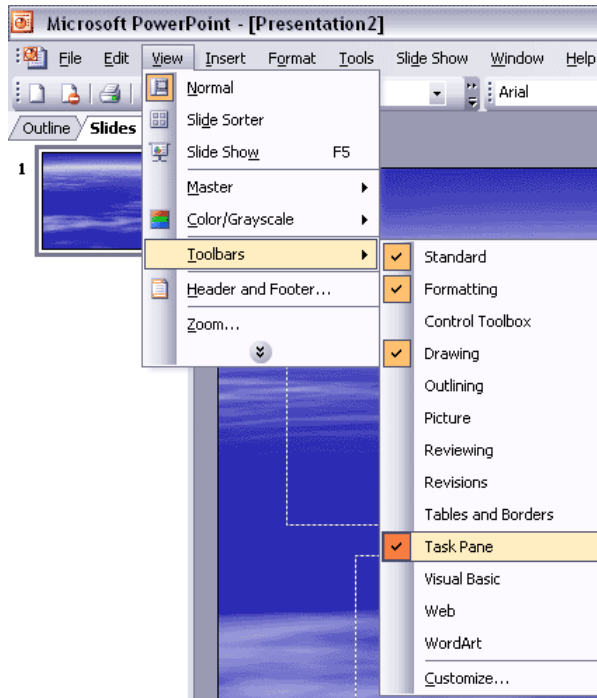 Microsoft PowerPoint - [Presentation2]
File Edit View Insert Format Tools Slide Show Window Help
Arial
Outline Slides
1
Normal
Slide Sorter
Slide Show F5
Master
Color/Grayscale
Toolbars
Header and Footer...
Zoom...
Standard
Formatting
Control Toolbox
Drawing
Outlining
Picture
Reviewing
Revisions
Tables and Borders
Task Pane
Visual Basic
Web
WordArt
Customize...